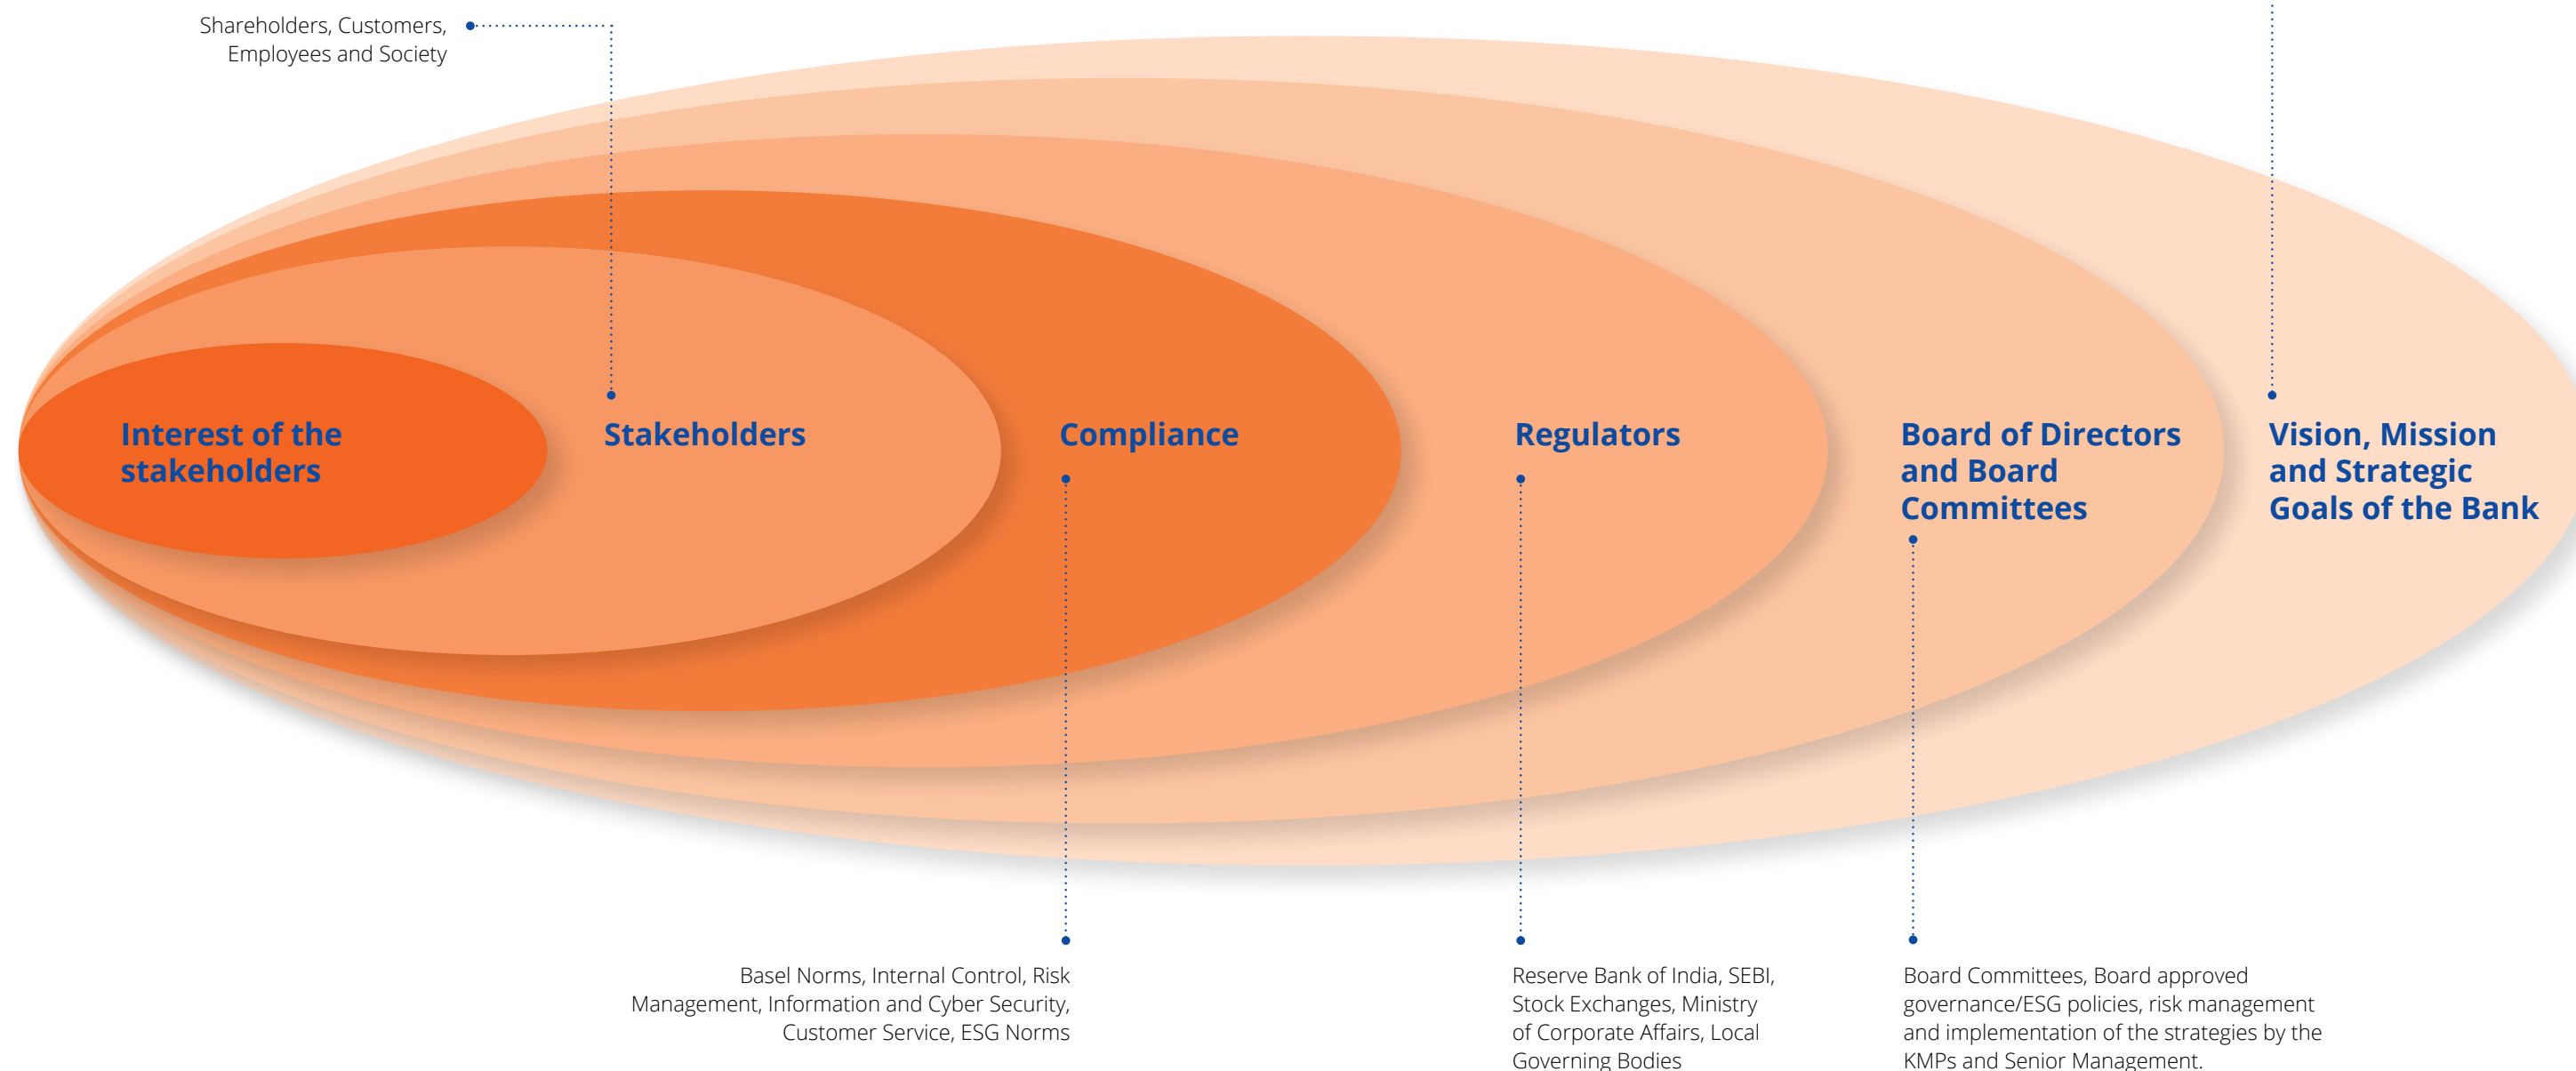 Shareholders, Customers,
Employees and Society
Interest of the
stakeholders
Stakeholders
Compliance
Regulators
Board of Directors
and Board
Committees
Vision, Mission
and Strategic
Goals of the Bank
Basel Norms, Internal Control, Risk
Management, Information and Cyber Security,
Customer Service, ESG Norms
Reserve Bank of India, SEBI,
Stock Exchanges, Ministry
of Corporate Affairs, Local
Governing Bodies
Board Committees, Board approved
governance/ESG policies, risk management
and implementation of the strategies by the
KMPs and Senior Management.